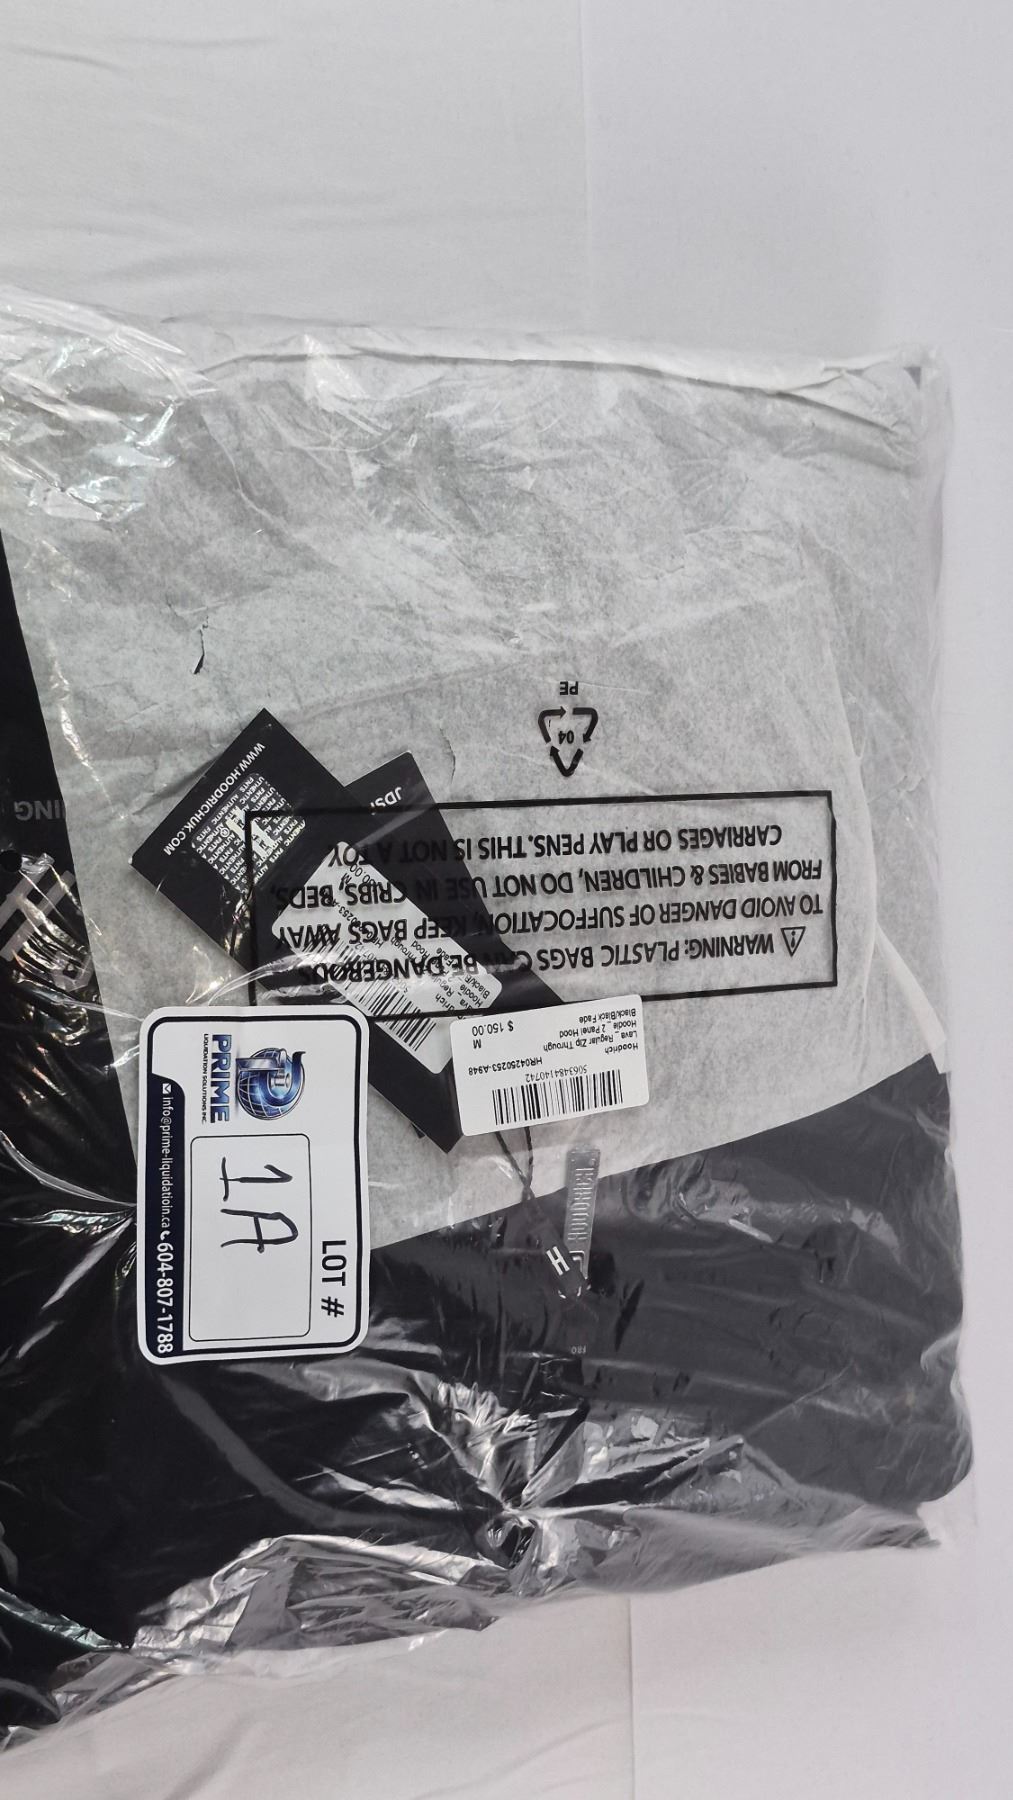 PE
04
⚠ WARNING: PLASTIC BAGS CAN BE DANGEROUS
TO AVOID DANGER OF SUFFOCATION, KEEP BAGS AWAY
FROM BABIES & CHILDREN, DO NOT USE IN CRIBS, BEDS,
CARRIAGES OR PLAY PENS. THIS IS NOT A TOY.
WWW.HOODRICHUK.COM
5063484140742
HR04250253-A948
Hoodrich
Lava _ Regular Zip Through
Hoodie _ 2 Panel Hood
Black/Black Fade
M
$ 150.00
H
LOT #
1A
PRIME
LIQUIDATION SOLUTIONS INC.
info@prime-liquidatioin.ca 604-807-1788